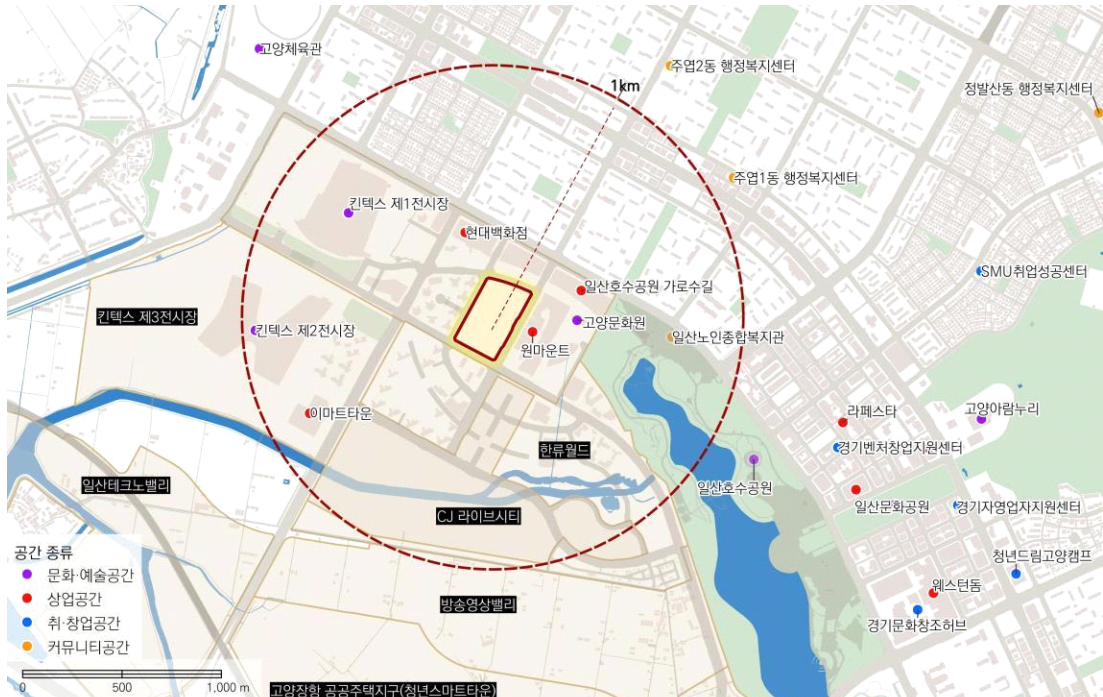 고양체육관
주엽2동 행정복지센터
1km
정발산동 행정복지센터
주엽1동 행정복지센터
킨텍스 제1전시장
현대백화점
SMU취업성공센터
일산호수공원 가로수길
킨텍스 제3전시장
고양문화원
킨텍스 제2전시장
일산노인종합복지관
원마운트
이마트타운
라페스타
고양아람누리
한류월드
경기벤처창업지원센터
일산테크노밸리
일산호수공원
CJ 라이브시티
일산문화공원
경기자영업자지원센터
공간 종류
문화·예술공간
상업공간
취·창업공간
커뮤니티공간
청년드림고양캠프
웨스턴돔
방송영상밸리
경기문화창조허브
0 500 1,000 m
고양장항 공공주택지구(청년스마트타운)